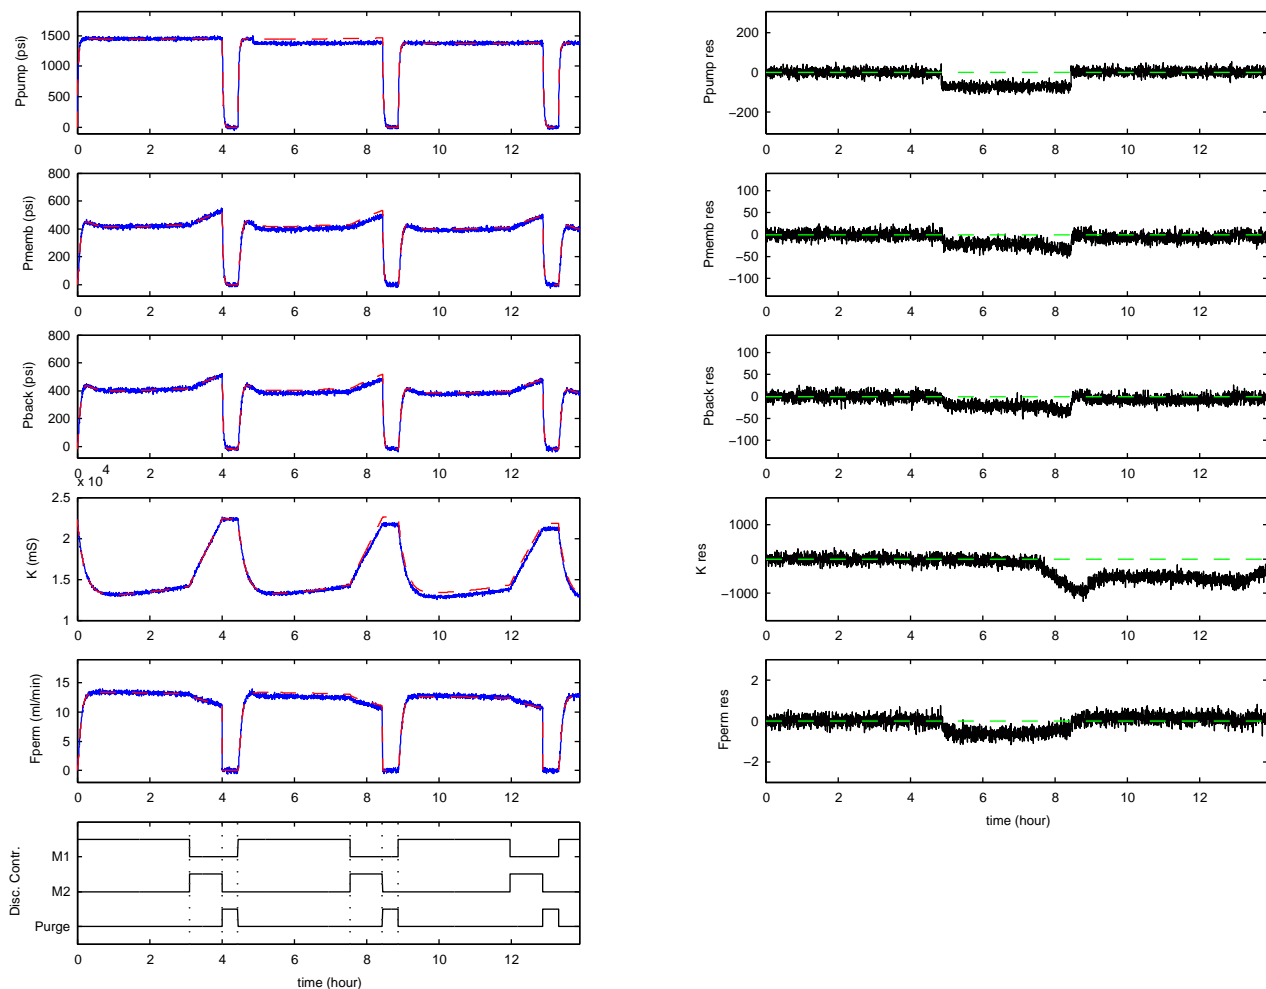 1500
1000
500
0
Ppump (psi)
0 2 4 6 8 10 12
800
600
400
200
0
Pmemb (psi)
0 2 4 6 8 10 12
800
600
400
200
0
Pback (psi)
0 2 4 6 8 10 12
x 10^4
2.5
2
1.5
1
K (mS)
0 2 4 6 8 10 12
15
10
5
0
Fperm (ml/min)
0 2 4 6 8 10 12
M1
M2
Purge
Disc. Contr.
0 2 4 6 8 10 12
time (hour)
200
0
−200
Ppump res
0 2 4 6 8 10 12
100
50
0
−50
−100
Pmemb res
0 2 4 6 8 10 12
100
50
0
−50
−100
Pback res
0 2 4 6 8 10 12
1000
0
−1000
K res
0 2 4 6 8 10 12
2
0
−2
Fperm res
0 2 4 6 8 10 12
time (hour)